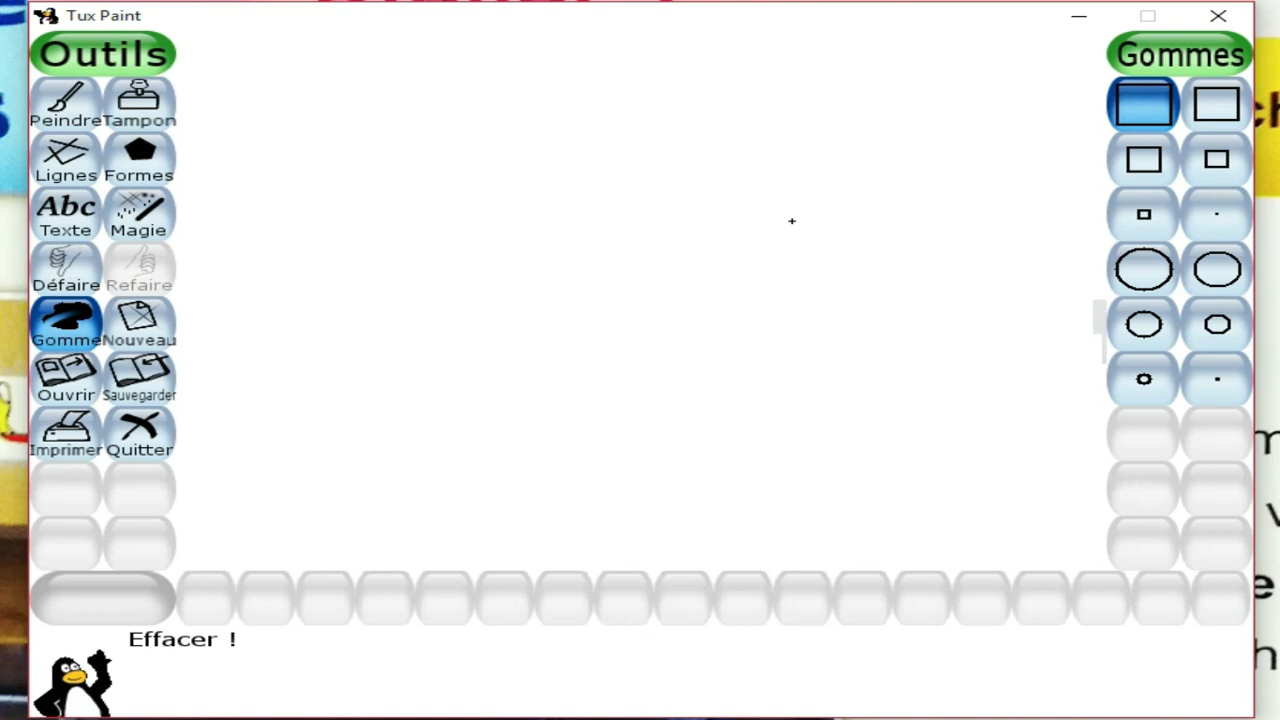 Tux Paint
Outils
Gommes
Peindre Tampon
Lignes Formes
Abc
Texte Magie
Défaire Refaire
Gomme Nouveau
Ouvrir Sauvegarder
Imprimer Quitter
Effacer !